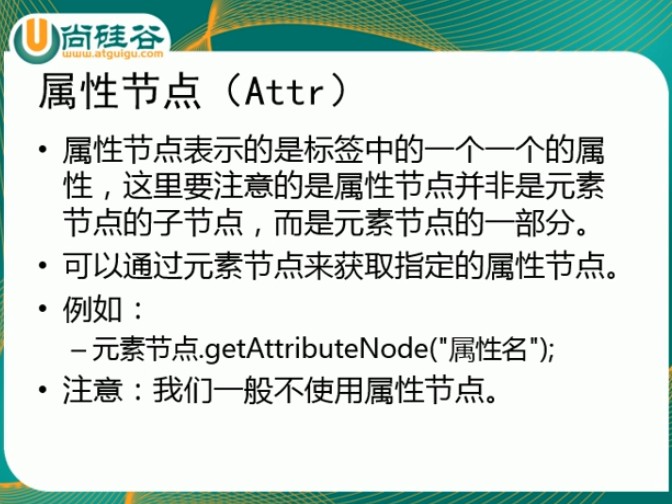 尚硅谷
www.atguigu.com
属性节点（Attr）
• 属性节点表示的是标签中的一个一个的属
性，这里要注意的是属性节点并非是元素
节点的子节点，而是元素节点的一部分。
• 可以通过元素节点来获取指定的属性节点。
• 例如：
– 元素节点.getAttributeNode("属性名");
• 注意：我们一般不使用属性节点。